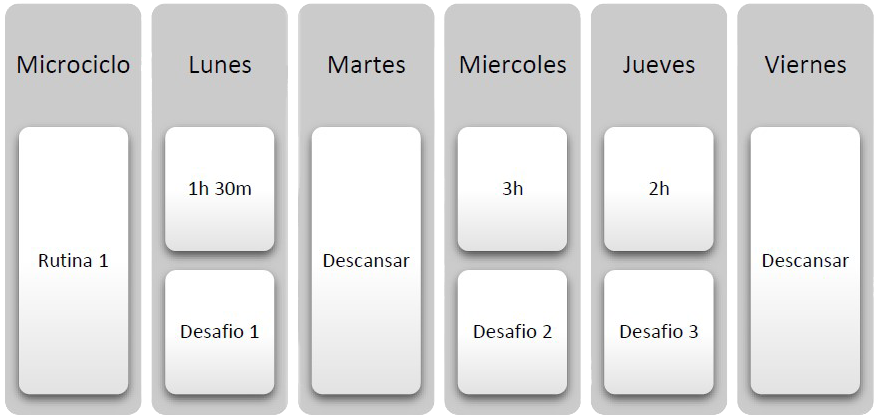 Microciclo
Rutina 1
Lunes
1h 30m
Desafio 1
Martes
Descansar
Miercoles
3h
Desafio 2
Jueves
2h
Desafio 3
Viernes
Descansar